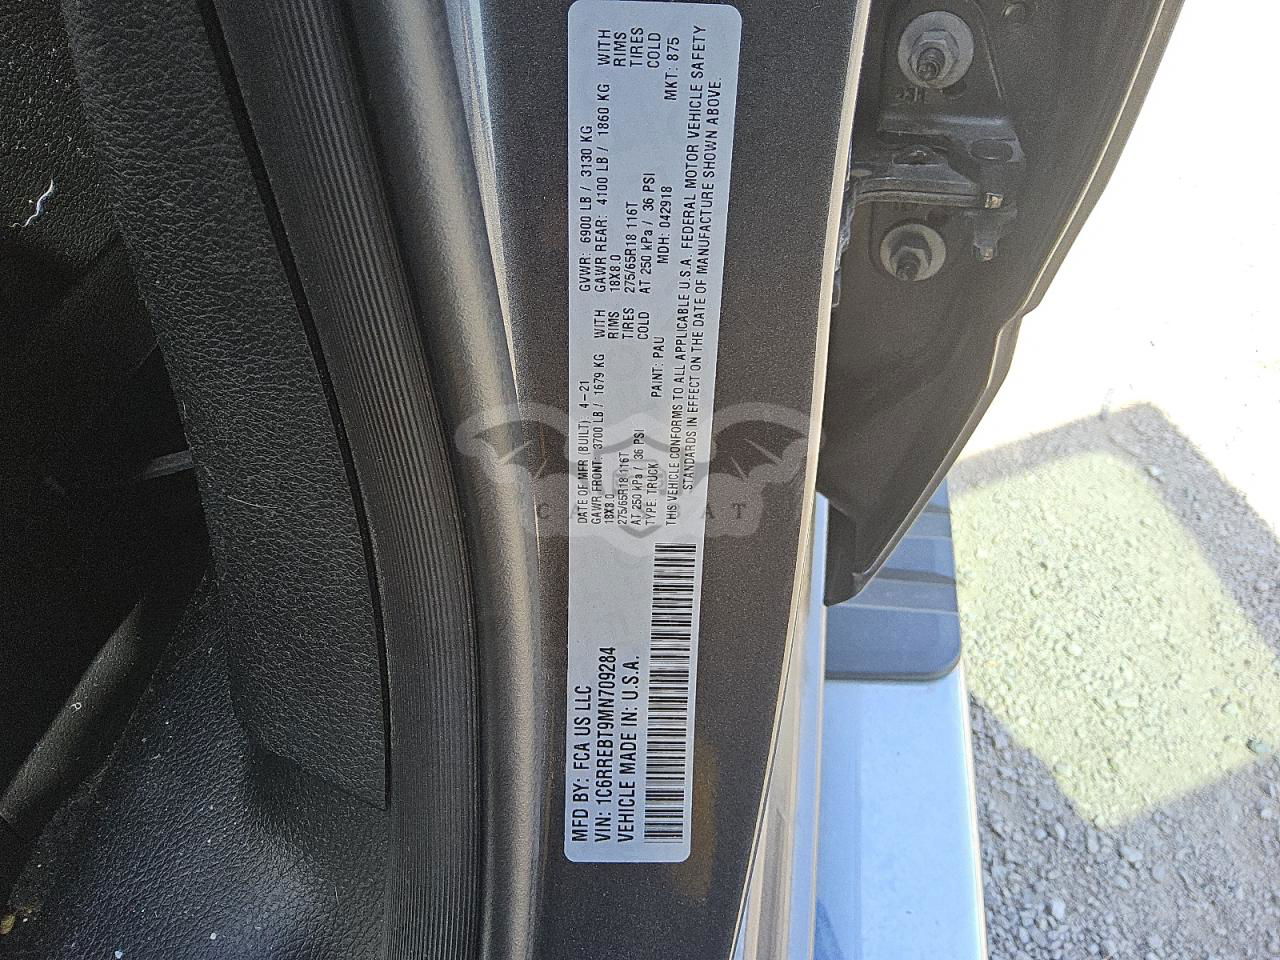 MFD BY: FCA US LLC
DATE OF MFR (BUILT) 4-21
GVWR: 6900 LB / 3130 KG
VIN: 1C6RREBT9MN709284
GAWR FRONT: 3700 LB / 1679 KG WITH
GAWR REAR: 4100 LB / 1860 KG WITH
VEHICLE MADE IN: U.S.A.
18X8.0 RIMS
18X8.0 RIMS
275/65R18 116T TIRES
275/65R18 116T TIRES
AT 250 kPa / 36 PSI COLD
AT 250 kPa / 36 PSI COLD
TYPE: TRUCK PAINT: PAU MDH: 042918 MKT: 875
THIS VEHICLE CONFORMS TO ALL APPLICABLE U.S.A. FEDERAL MOTOR VEHICLE SAFETY
STANDARDS IN EFFECT ON THE DATE OF MANUFACTURE SHOWN ABOVE.